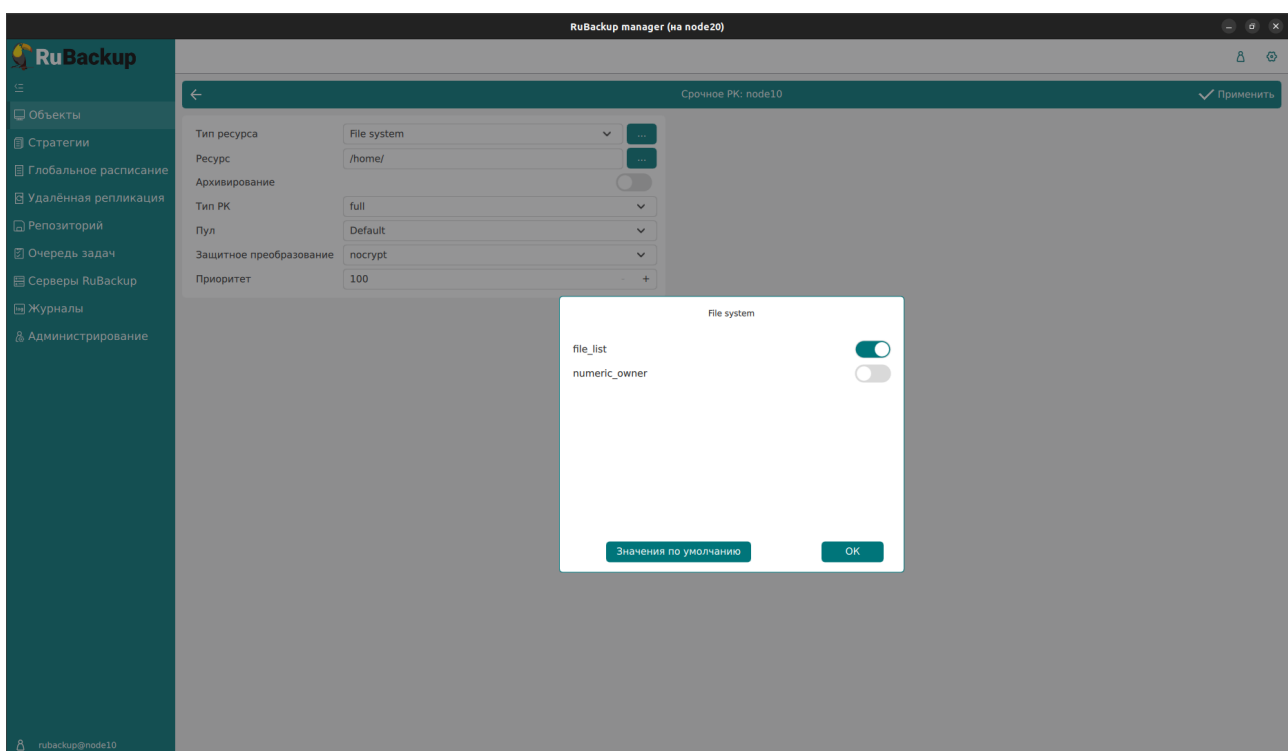 RuBackup manager (на node20)
RuBackup
Срочное РК: node10
Применить
Объекты
Стратегии
Глобальное расписание
Удалённая репликация
Репозиторий
Очередь задач
Серверы RuBackup
Журналы
Администрирование
Тип ресурса File system ...
Ресурс /home/ ...
Архивирование
Тип РК full
Пул Default
Защитное преобразование nocrypt
Приоритет 100 - +
File system
file_list
numeric_owner
Значения по умолчанию OK
rubackup@node10